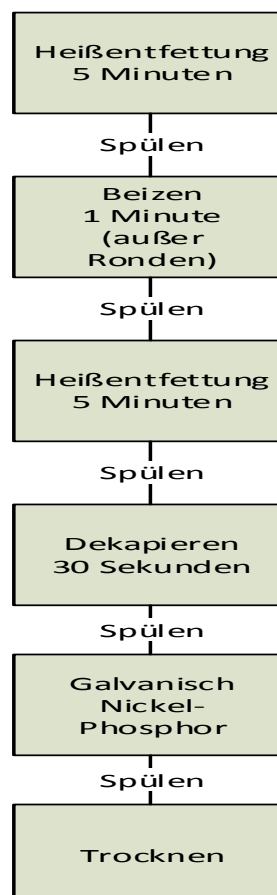 Heißentfettung
5 Minuten
Spülen
Beizen
1 Minute
(außer
Ronden)
Spülen
Heißentfettung
5 Minuten
Spülen
Dekapieren
30 Sekunden
Spülen
Galvanisch
Nickel-
Phosphor
Spülen
Trocknen